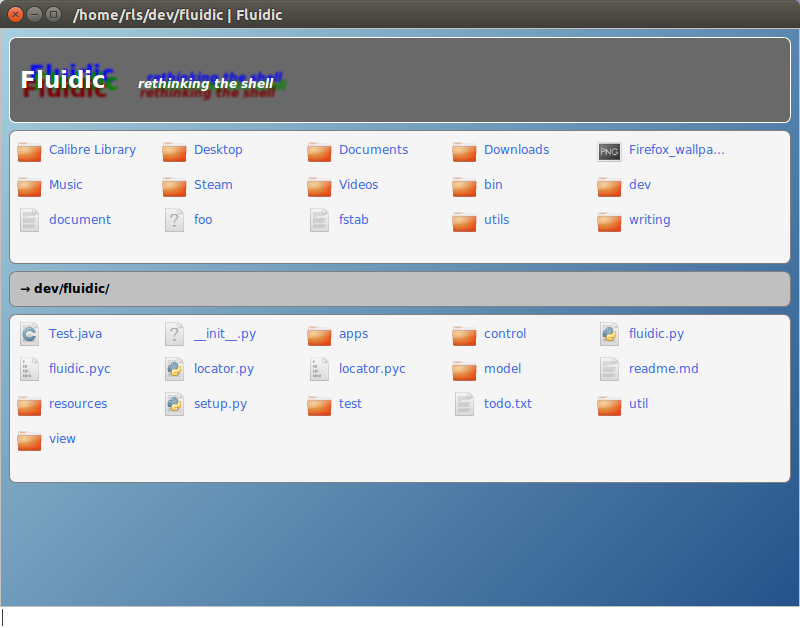 /home/rls/dev/fluidic | Fluidic
Fluidic rethinking the shell
Calibre Library Desktop Documents Downloads PNG Firefox_wallpa...
Music Steam Videos bin dev
document ? foo fstab utils writing
→ dev/fluidic/
C Test.java ? __init__.py apps control fluidic.py
fluidic.pyc locator.py locator.pyc model readme.md
resources setup.py test todo.txt util
view